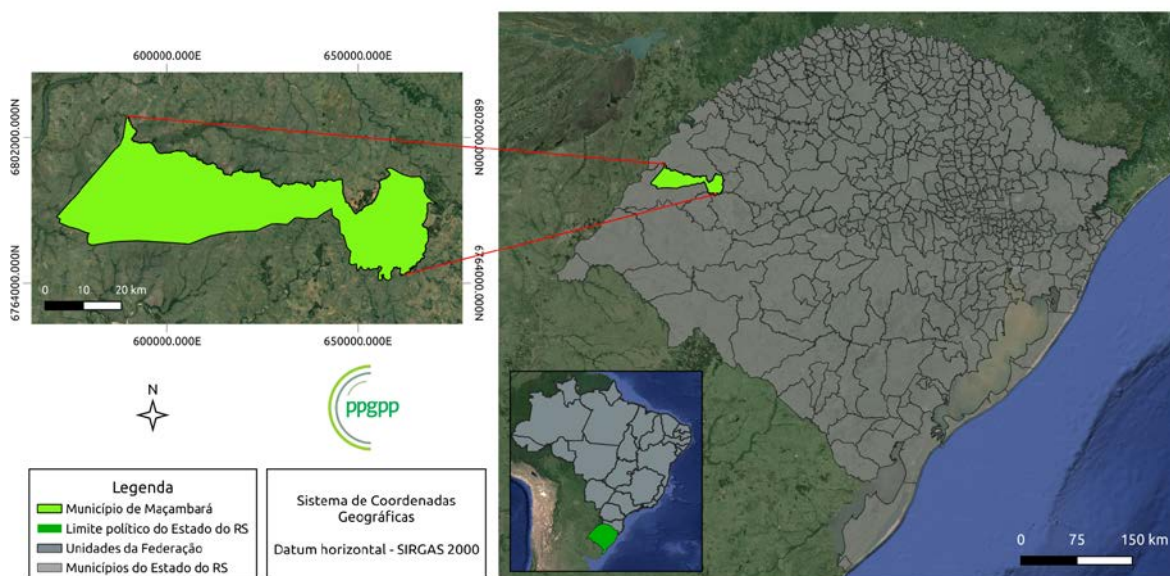 600000.000E
650000.000E
6802000.000N
6802000.000N
6764000.000N
6764000.000N
0 10 20 km
600000.000E
650000.000E
N
ppgpp
Legenda
Município de Maçambará
Limite político do Estado do RS
Unidades da Federação
Municípios do Estado do RS
Sistema de Coordenadas
Geográficas
Datum horizontal - SIRGAS 2000
0 75 150 km